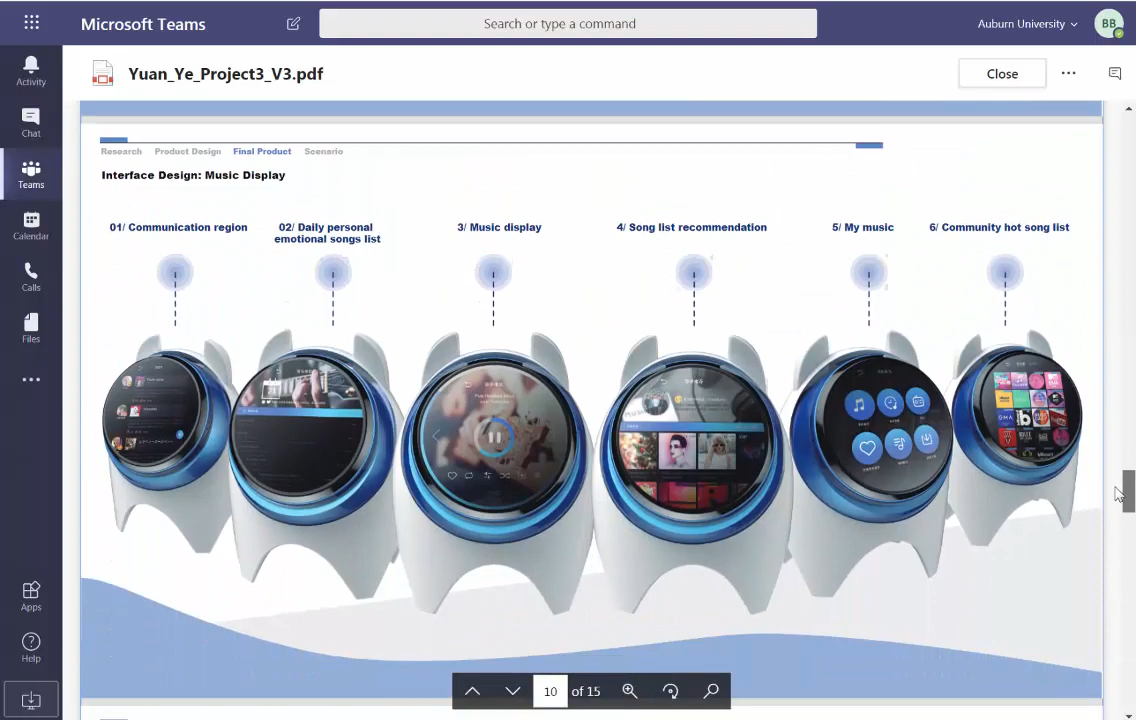 Microsoft Teams
Search or type a command
Auburn University
BB
Activity
Chat
Teams
Calendar
Calls
Files
Apps
Help
Yuan_Ye_Project3_V3.pdf
Close
Research Product Design Final Product Scenario
Interface Design: Music Display
01/ Communication region
02/ Daily personal
emotional songs list
3/ Music display
4/ Song list recommendation
5/ My music
6/ Community hot song list
10 of 15